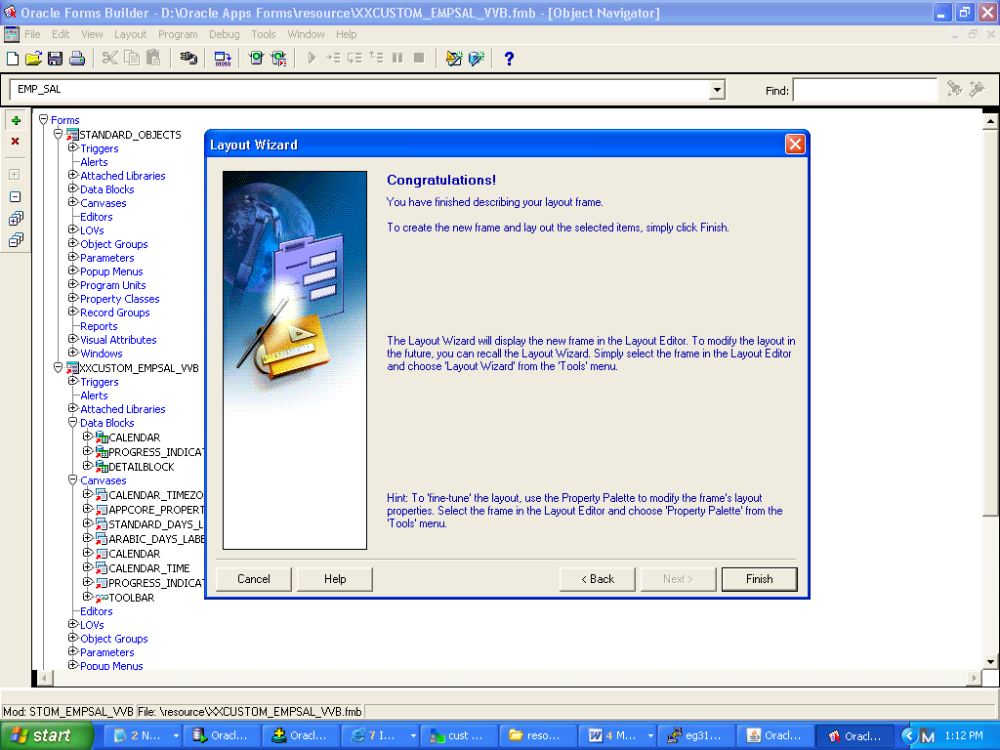 Oracle Forms Builder - D:\Oracle Apps Forms\resource\XXCUSTOM_EMPSAL_VVB.fmb - [Object Navigator]
File Edit View Layout Program Debug Tools Window Help
EMP_SAL
Find:
Forms
STANDARD_OBJECTS
Triggers
Alerts
Attached Libraries
Data Blocks
Canvases
Editors
LOVs
Object Groups
Parameters
Popup Menus
Program Units
Property Classes
Record Groups
Reports
Visual Attributes
Windows
XXCUSTOM_EMPSAL_VVB
Triggers
Alerts
Attached Libraries
Data Blocks
CALENDAR
PROGRESS_INDICAT
DETAILBLOCK
Canvases
CALENDAR_TIMEZO
APPCORE_PROPERT
STANDARD_DAYS_L
ARABIC_DAYS_LABE
CALENDAR
CALENDAR_TIME
PROGRESS_INDICAT
TOOLBAR
Editors
LOVs
Object Groups
Parameters
Popup Menus
Layout Wizard
Congratulations!
You have finished describing your layout frame.
To create the new frame and lay out the selected items, simply click Finish.
The Layout Wizard will display the new frame in the Layout Editor. To modify the layout in
the future, you can recall the Layout Wizard. Simply select the frame in the Layout Editor
and choose 'Layout Wizard' from the 'Tools' menu.
Hint: To 'fine-tune' the layout, use the Property Palette to modify the frame's layout
properties. Select the frame in the Layout Editor and choose 'Property Palette' from the
'Tools' menu.
Cancel Help < Back Next > Finish
Mod: STOM_EMPSAL_VVB File: \resource\XXCUSTOM_EMPSAL_VVB.fmb
start 2 N... Oracl... Oracl... 7 I... cust ... reso... 4 M... eg31... Oracl... Oracl... 1:12 PM